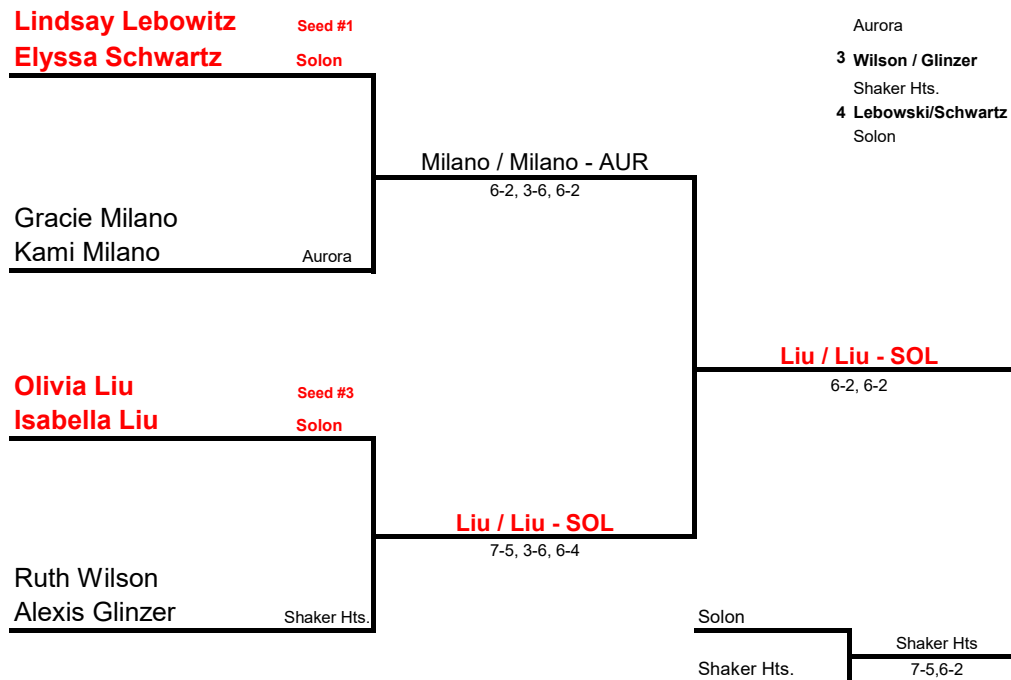 Lindsay Lebowitz Seed #1
Elyssa Schwartz Solon
Aurora
3 Wilson / Glinzer
Shaker Hts.
4 Lebowski/Schwartz
Solon
Milano / Milano - AUR
6-2, 3-6, 6-2
Gracie Milano
Kami Milano Aurora
Liu / Liu - SOL
6-2, 6-2
Olivia Liu Seed #3
Isabella Liu Solon
Liu / Liu - SOL
7-5, 3-6, 6-4
Ruth Wilson
Alexis Glinzer Shaker Hts.
Solon
Shaker Hts
7-5,6-2
Shaker Hts.